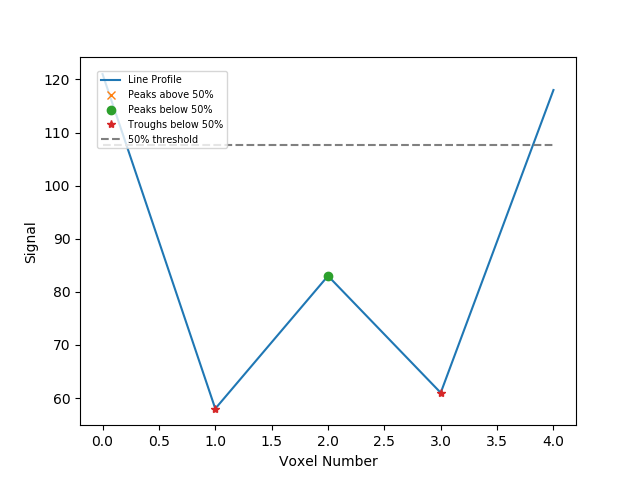 Line Profile
Peaks above 50%
Peaks below 50%
Troughs below 50%
50% threshold
120
110
100
90
80
70
60
Signal
0.0 0.5 1.0 1.5 2.0 2.5 3.0 3.5 4.0
Voxel Number